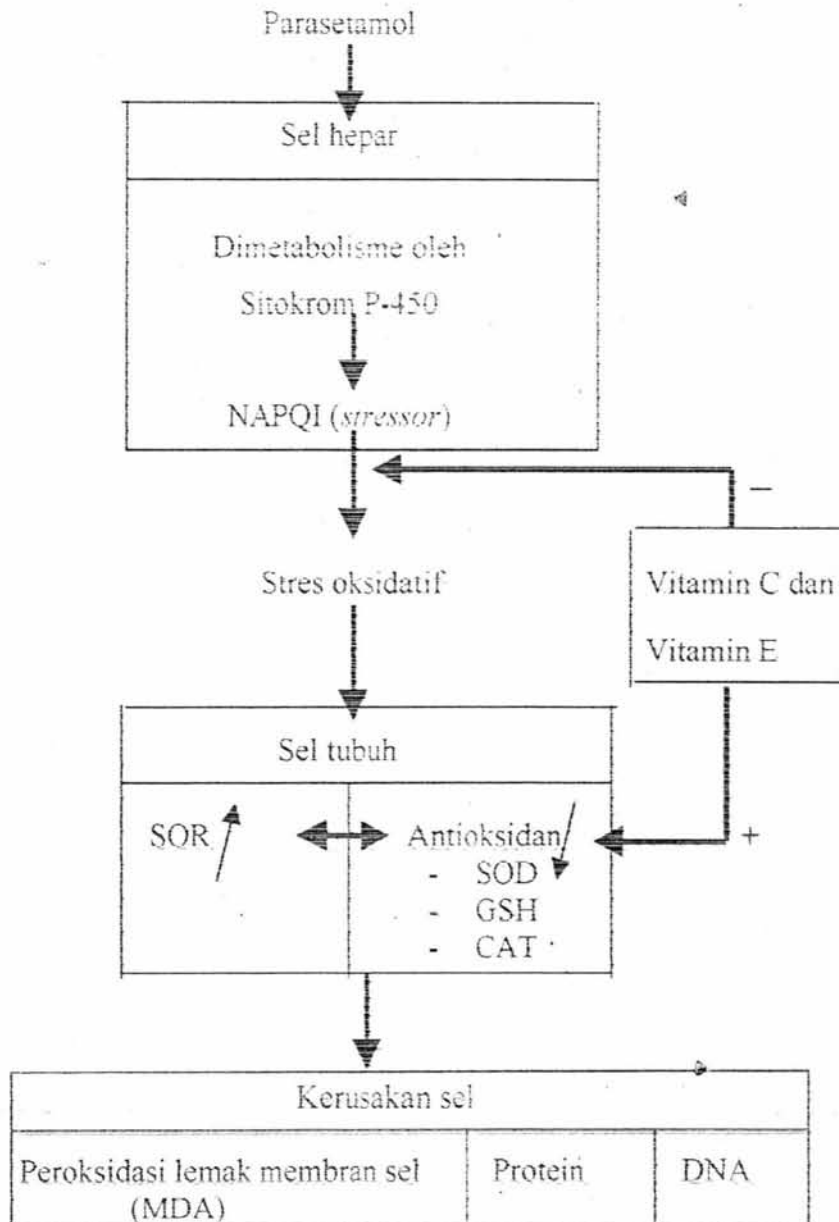 Parasetamol
Sel hepar
Dimetabolisme oleh
Sitokrom P-450
NAPQI (stressor)
–
Stres oksidatif
Vitamin C dan
Vitamin E
Sel tubuh
SOR
Antioksidan
+
- SOD
- GSH
- CAT
Kerusakan sel
Peroksidasi lemak membran sel
(MDA)
Protein
DNA